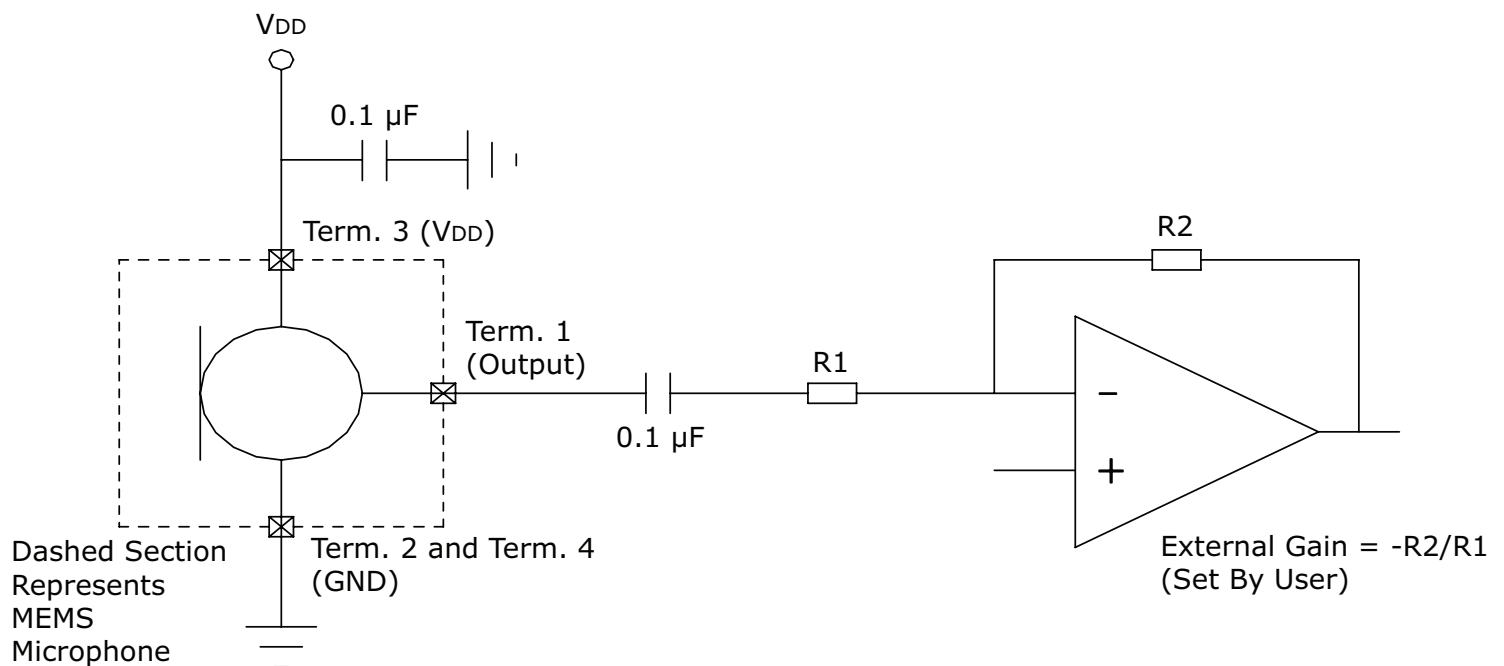 VDD
0.1 µF
Term. 3 (VDD)
R2
Term. 1
(Output)
R1
0.1 µF
-
+
Term. 2 and Term. 4
(GND)
Dashed Section
Represents
MEMS
Microphone
External Gain = -R2/R1
(Set By User)